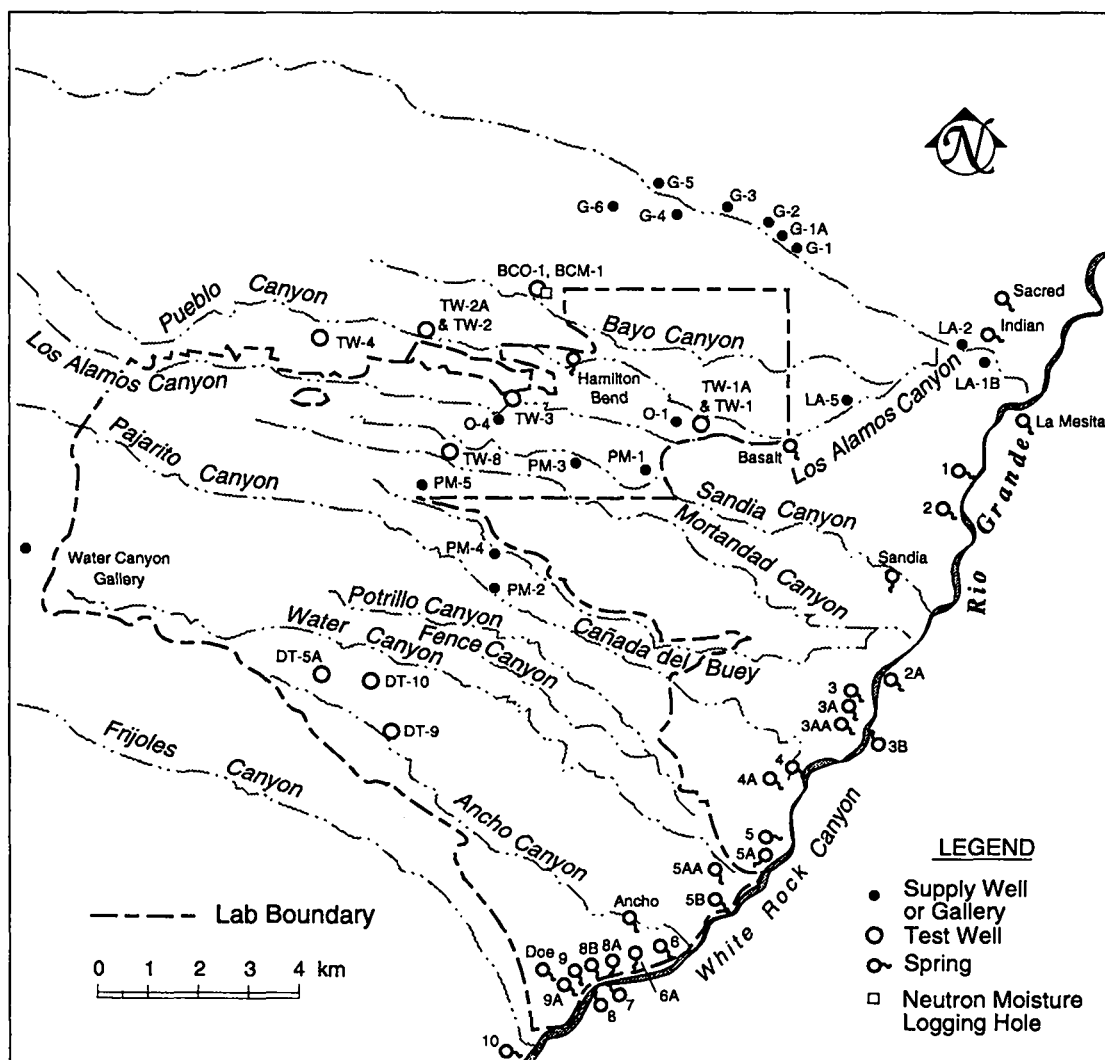 N
G-5
G-3
G-2
G-6
G-4
G-1A
G-1
BCO-1, BCM-1
Sacred
Indian
Pueblo Canyon
TW-2A
& TW-2
TW-4
Bayo Canyon
LA-2
LA-1B
Los Alamos Canyon
Hamilton
Bend
TW-1A
& TW-1
LA-5
Los Alamos Canyon
La Mesita
TW-3
O-4
O-1
Basalt
TW-8
PM-3
PM-1
PM-5
1
2
Pajarito Canyon
Sandia Canyon
Mortandad Canyon
Rio Grande
Water Canyon
Gallery
PM-4
PM-2
Sandia
Potrillo Canyon
Water Canyon
Fence Canyon
Cañada del Buey
DT-5A
DT-10
DT-9
2A
3
3A
3AA
3B
4
4A
Frijoles Canyon
Ancho Canyon
5
5A
5AA
5B
White Rock Canyon
Ancho
Lab Boundary
Doe
9
8B
8A
6
9A
6A
7
8
10
0 1 2 3 4 km
LEGEND
Supply Well
or Gallery
Test Well
Spring
Neutron Moisture
Logging Hole